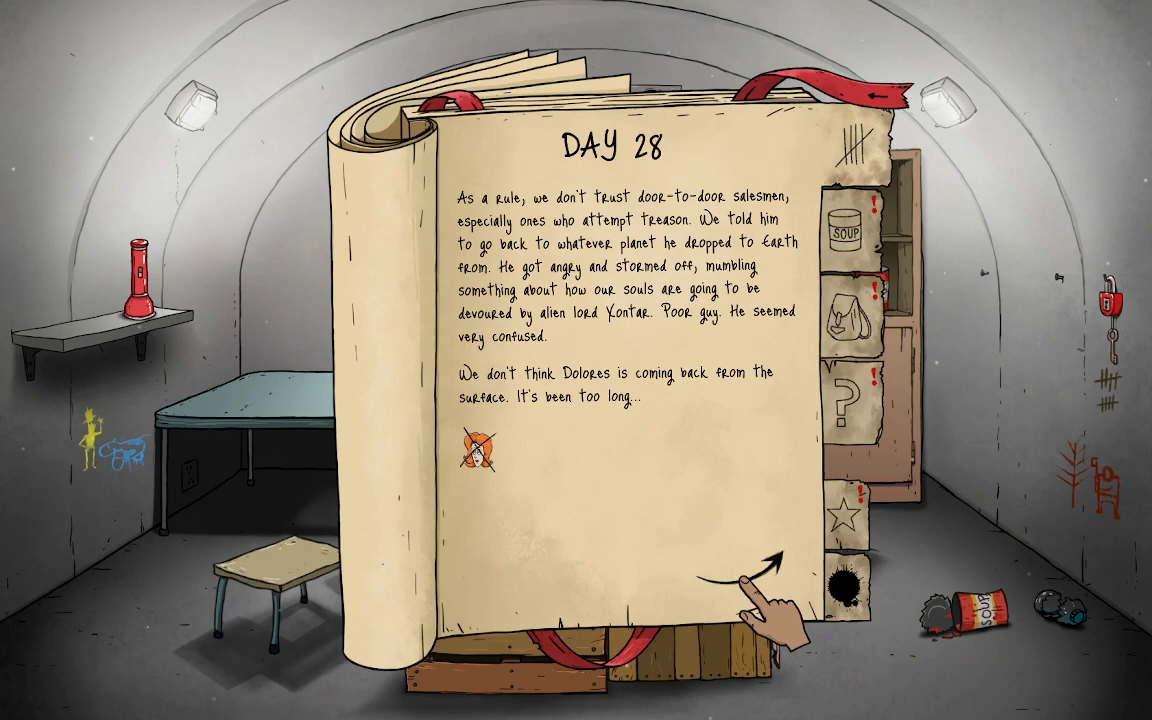 DAY 28
As a rule, we don't trust door-to-door salesmen,
especially ones who attempt treason. We told him
to go back to whatever planet he dropped to Earth
from. He got angry and stormed off, mumbling
something about how our souls are going to be
devoured by alien lord Xontar. Poor guy. He seemed
very confused.
We don't think Dolores is coming back from the
surface. It's been too long...
SOUP
!
!
?
!
!
SOUP